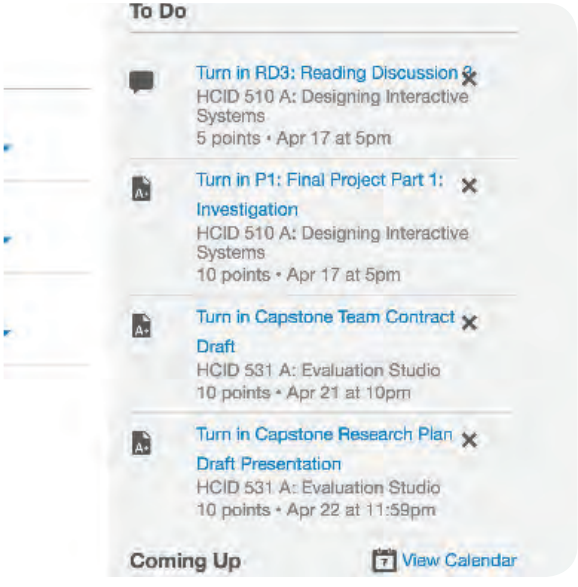 To Do
Turn in RD3: Reading Discussion 3
HCID 510 A: Designing Interactive
Systems
5 points • Apr 17 at 5pm
Turn in P1: Final Project Part 1:
Investigation
HCID 510 A: Designing Interactive
Systems
10 points • Apr 17 at 5pm
Turn in Capstone Team Contract
Draft
HCID 531 A: Evaluation Studio
10 points • Apr 21 at 10pm
Turn in Capstone Research Plan
Draft Presentation
HCID 531 A: Evaluation Studio
10 points • Apr 22 at 11:59pm
Coming Up
View Calendar